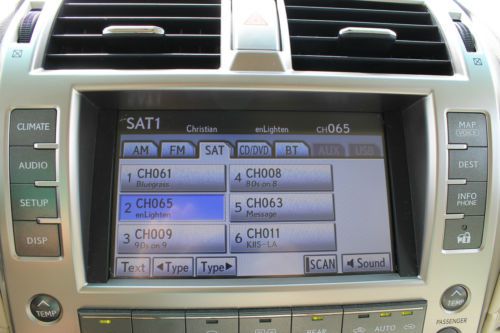 SAT1 Christian enLighten CH065
AM FM SAT CD/DVD BT AUX USB
1 CH061 Bluegrass
4 CH008 80s on 8
2 CH065 enLighten
5 CH063 Message
3 CH009 90s on 9
6 CH011 KIIS-LA
Text ◀Type Type▶ SCAN ◀Sound
CLIMATE
AUDIO
SETUP
DISP
MAP VOICE
DEST
INFO PHONE
TEMP
REAR
AUTO
TEMP
PASSENGER